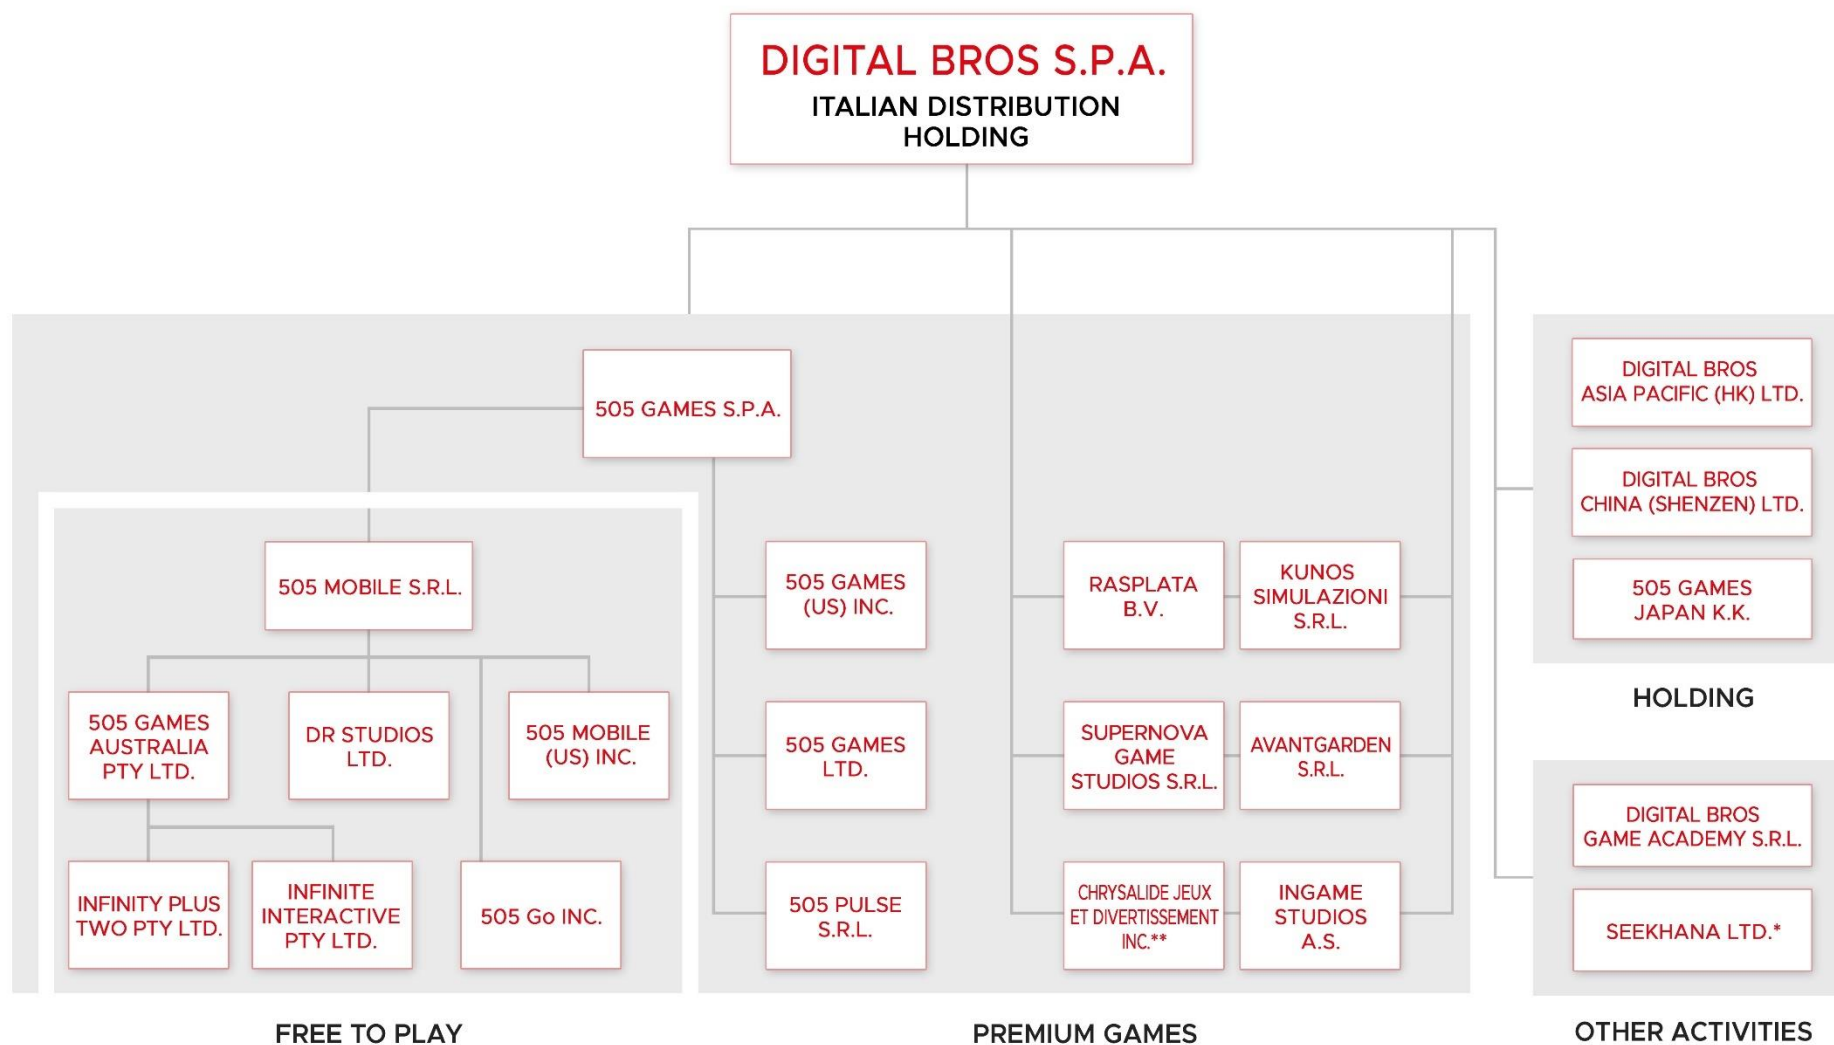 DIGITAL BROS S.P.A.
ITALIAN DISTRIBUTION
HOLDING
505 GAMES S.P.A.
505 MOBILE S.R.L.
505 GAMES
AUSTRALIA
PTY LTD.
DR STUDIOS
LTD.
505 MOBILE
(US) INC.
INFINITY PLUS
TWO PTY LTD.
INFINITE
INTERACTIVE
PTY LTD.
505 Go INC.
FREE TO PLAY
505 GAMES
(US) INC.
505 GAMES
LTD.
505 PULSE
S.R.L.
RASPLATA
B.V.
KUNOS
SIMULAZIONI
S.R.L.
SUPERNOVA
GAME
STUDIOS S.R.L.
AVANTGARDEN
S.R.L.
CHRYSALIDE JEUX
ET DIVERTISSEMENT
INC.**
INGAME
STUDIOS
A.S.
PREMIUM GAMES
DIGITAL BROS
ASIA PACIFIC (HK) LTD.
DIGITAL BROS
CHINA (SHENZEN) LTD.
505 GAMES
JAPAN K.K.
HOLDING
DIGITAL BROS
GAME ACADEMY S.R.L.
SEEKHANA LTD.*
OTHER ACTIVITIES